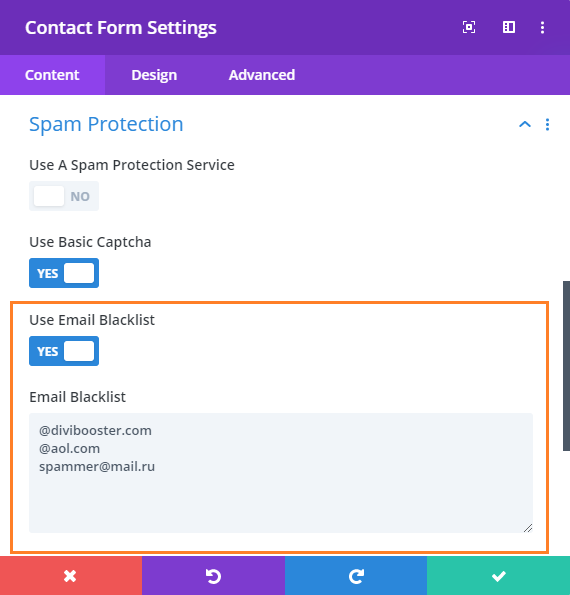 Contact Form Settings
Content Design Advanced
Spam Protection
Use A Spam Protection Service
NO
Use Basic Captcha
YES
Use Email Blacklist
YES
Email Blacklist
@divibooster.com
@aol.com
spammer@mail.ru